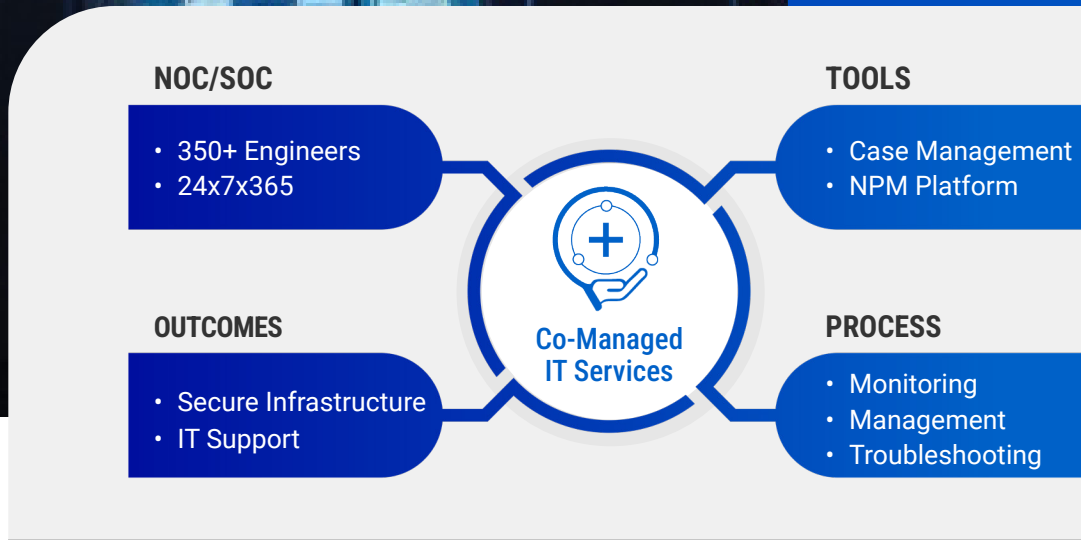 NOC/SOC
• 350+ Engineers
• 24x7x365
TOOLS
• Case Management
• NPM Platform
Co-Managed
IT Services
OUTCOMES
• Secure Infrastructure
• IT Support
PROCESS
• Monitoring
• Management
• Troubleshooting